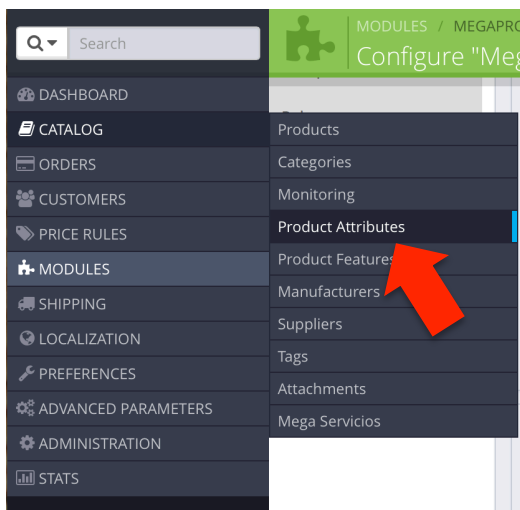 MODULES / MEGAPRO
Configure "Meg
Search
DASHBOARD
CATALOG
ORDERS
CUSTOMERS
PRICE RULES
MODULES
SHIPPING
LOCALIZATION
PREFERENCES
ADVANCED PARAMETERS
ADMINISTRATION
STATS
Products
Categories
Monitoring
Product Attributes
Product Features
Manufacturers
Suppliers
Tags
Attachments
Mega Servicios